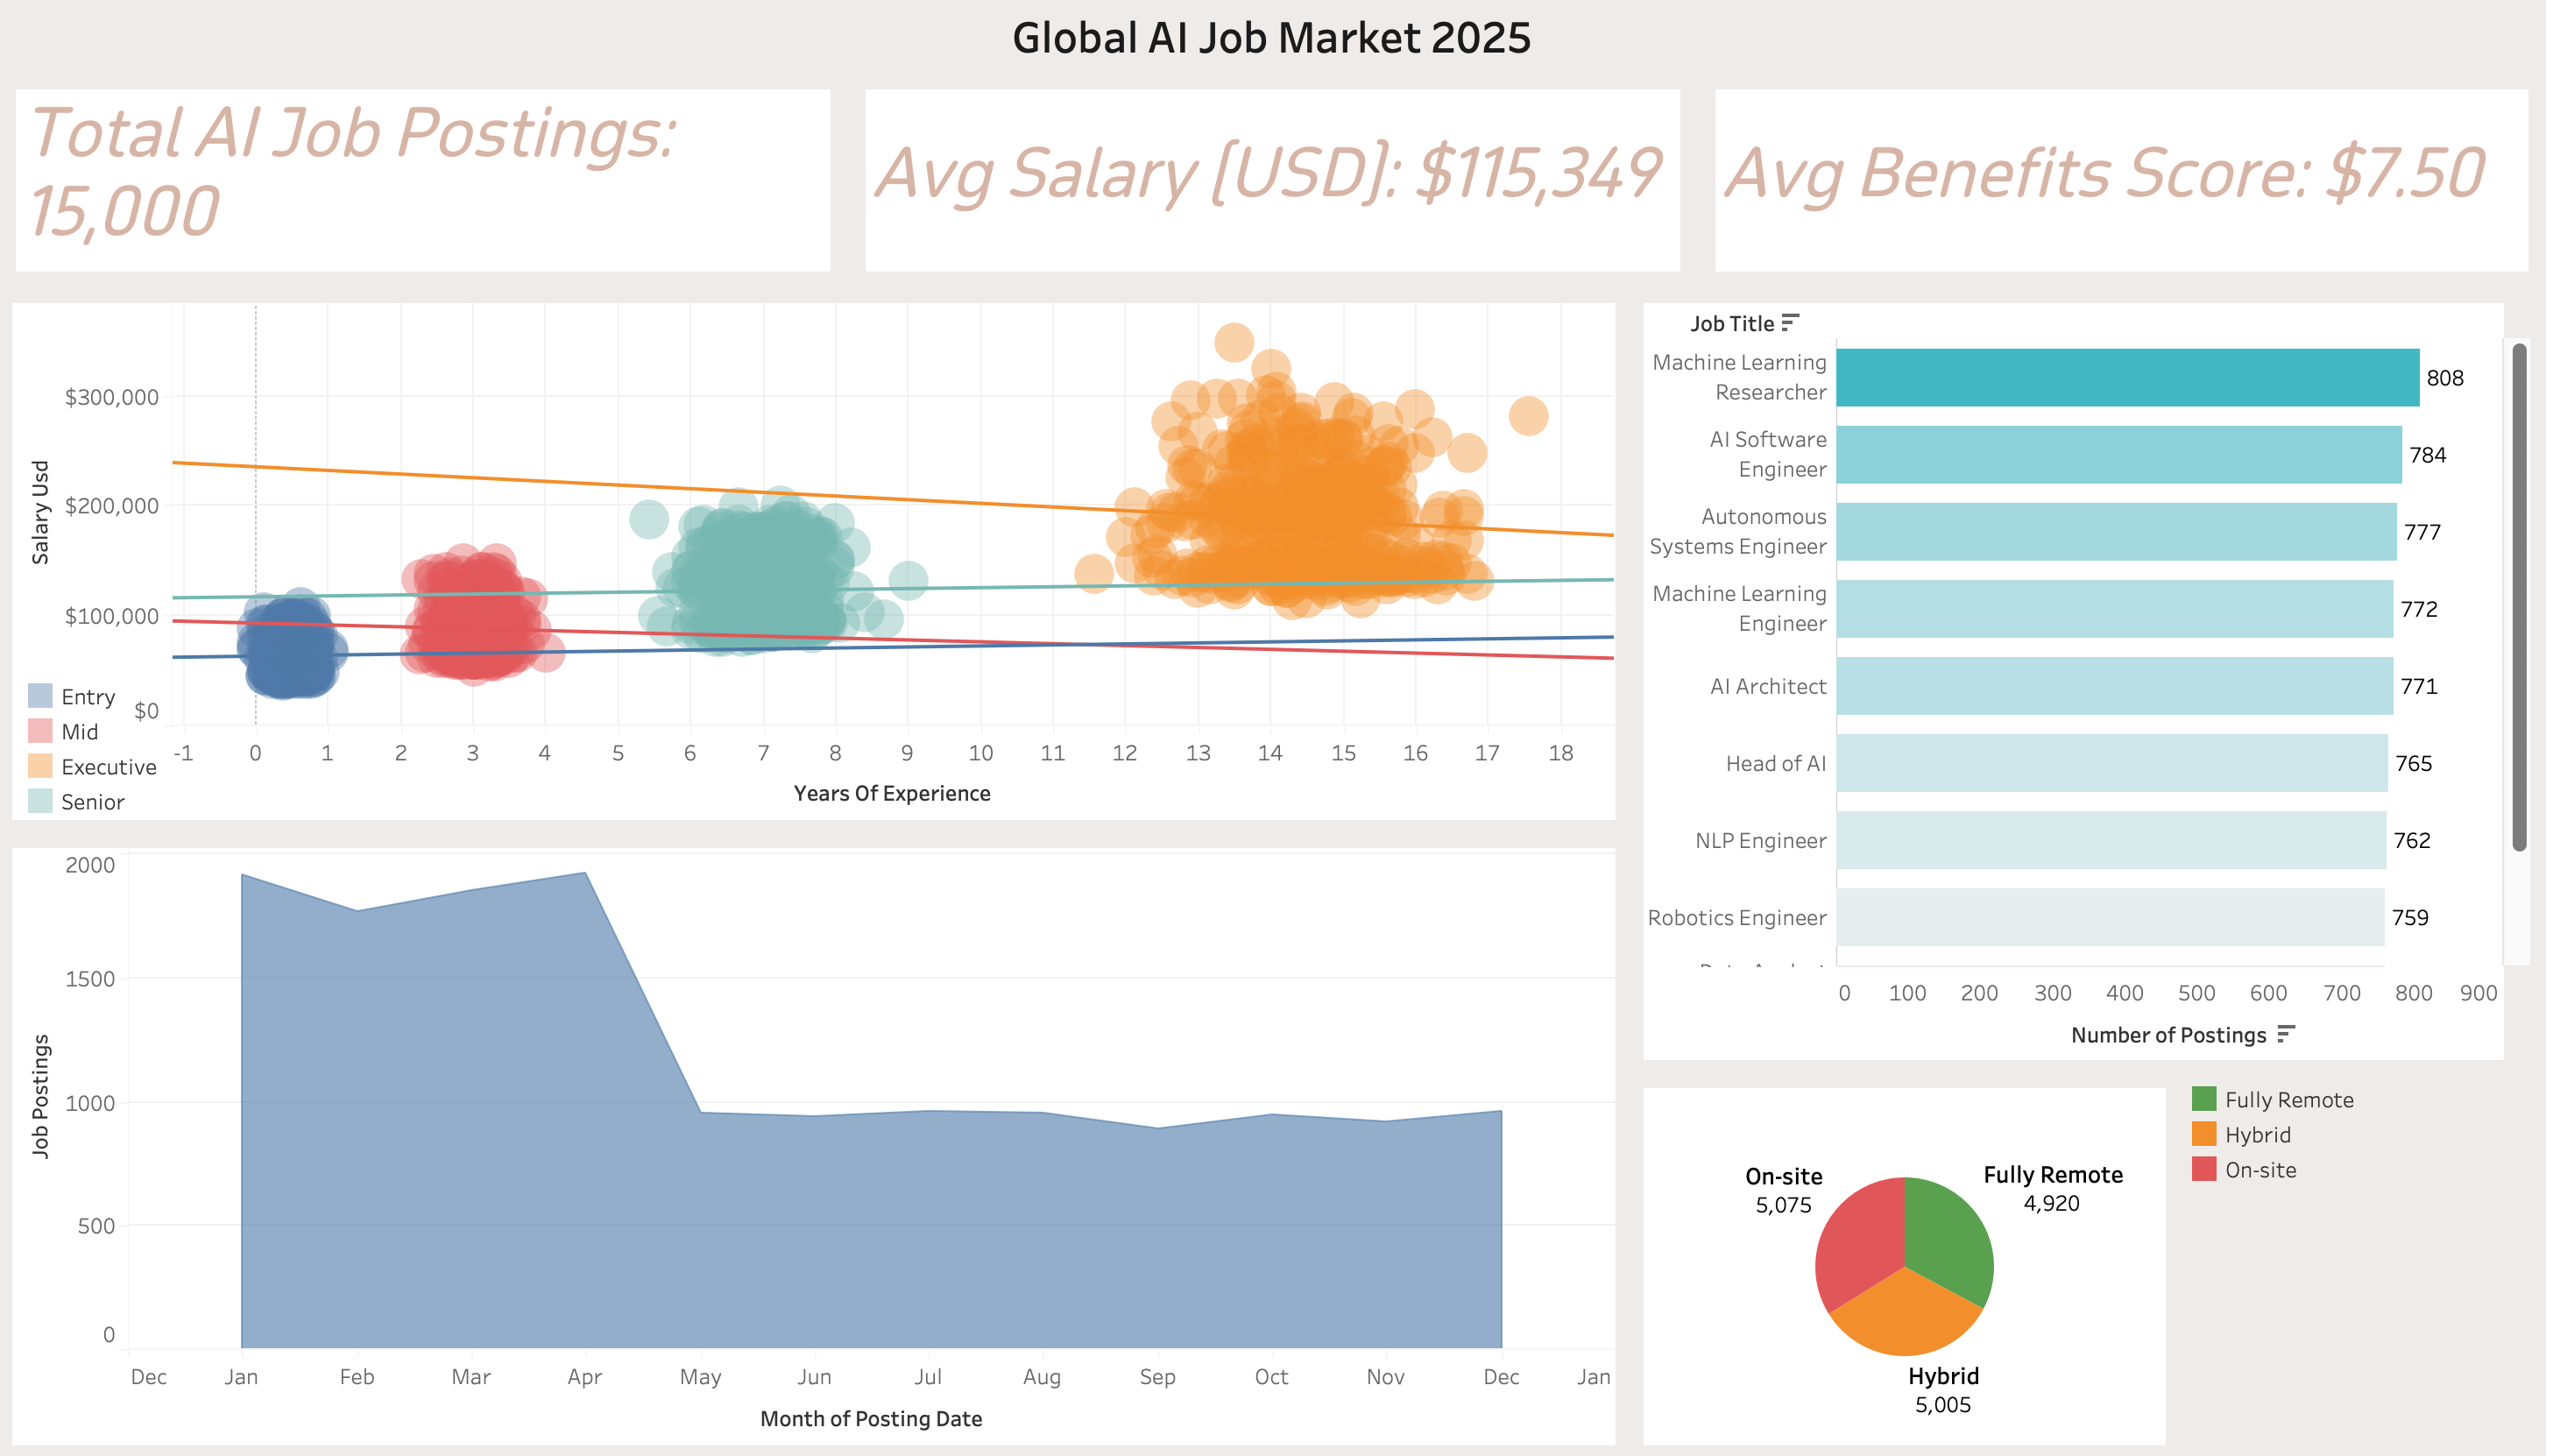 Global AI Job Market 2025
Total AI Job Postings:
15,000
Avg Salary (USD): $115,349
Avg Benefits Score: $7.50
Salary Usd
$300,000
$200,000
$100,000
$0
-1 0 1 2 3 4 5 6 7 8 9 10 11 12 13 14 15 16 17 18
Years Of Experience
Entry
Mid
Executive
Senior
Job Title
Machine Learning
Researcher
808
AI Software
Engineer
784
Autonomous
Systems Engineer
777
Machine Learning
Engineer
772
AI Architect
771
Head of AI
765
NLP Engineer
762
Robotics Engineer
759
0 100 200 300 400 500 600 700 800 900
Number of Postings
Job Postings
2000
1500
1000
500
0
Dec Jan Feb Mar Apr May Jun Jul Aug Sep Oct Nov Dec Jan
Month of Posting Date
On-site
5,075
Fully Remote
4,920
Hybrid
5,005
Fully Remote
Hybrid
On-site